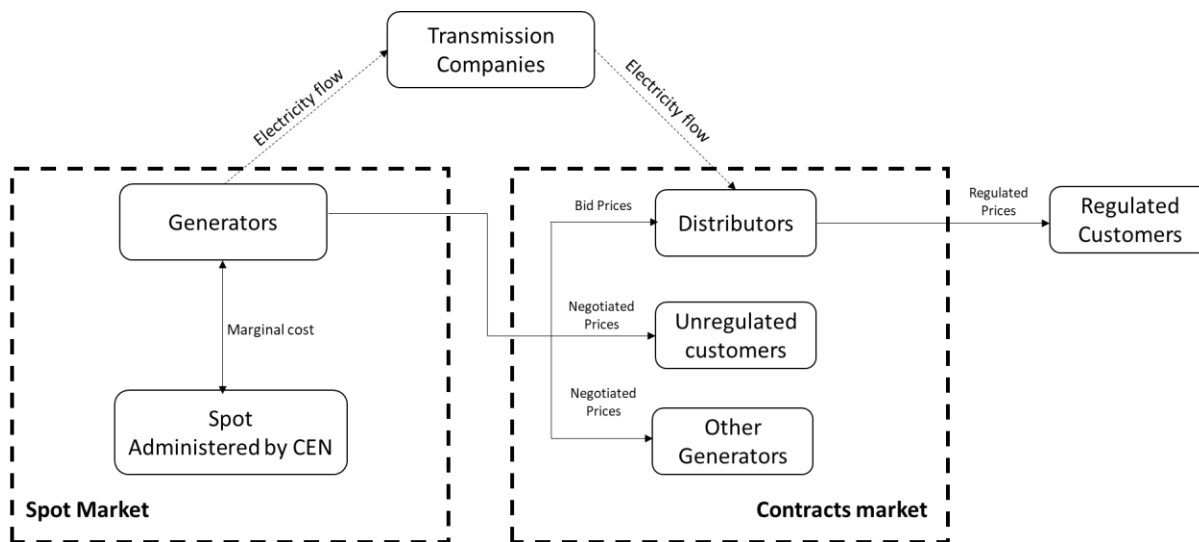 Transmission
Companies
Electricity flow
Electricity flow
Generators
Marginal cost
Spot
Administered by CEN
Spot Market
Bid Prices
Distributors
Regulated
Prices
Regulated
Customers
Negotiated
Prices
Unregulated
customers
Negotiated
Prices
Other
Generators
Contracts market